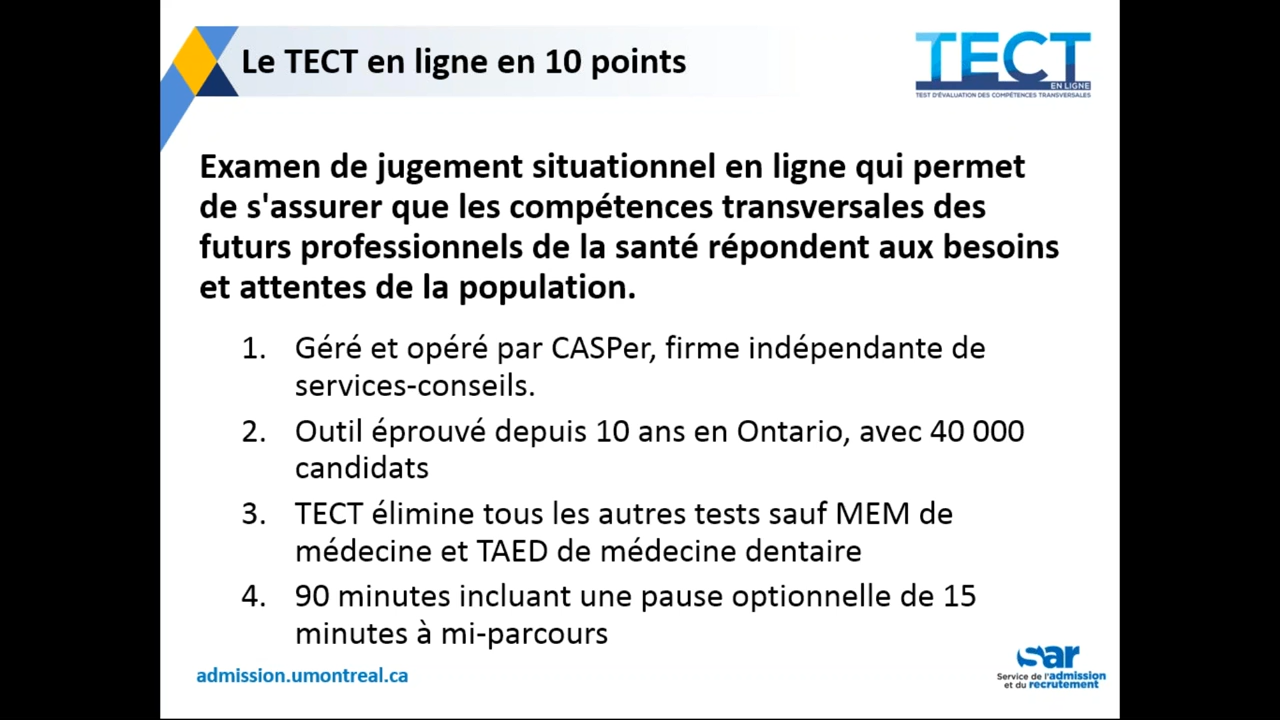 Le TECT en ligne en 10 points
TECT
EN LIGNE
TEST D'ÉVALUATION DES COMPÉTENCES TRANSVERSALES
Examen de jugement situationnel en ligne qui permet
de s'assurer que les compétences transversales des
futurs professionnels de la santé répondent aux besoins
et attentes de la population.
1. Géré et opéré par CASPer, firme indépendante de
services-conseils.
2. Outil éprouvé depuis 10 ans en Ontario, avec 40 000
candidats
3. TECT élimine tous les autres tests sauf MEM de
médecine et TAED de médecine dentaire
4. 90 minutes incluant une pause optionnelle de 15
minutes à mi-parcours
admission.umontreal.ca
sar
Service de l'admission
et du recrutement